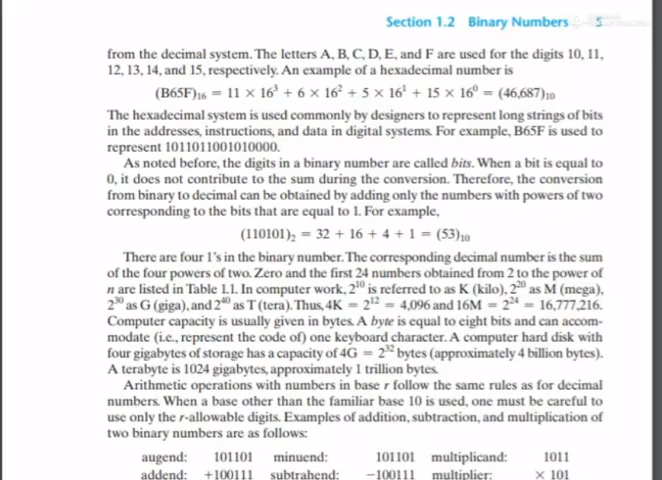 Section 1.2 Binary Numbers 5
from the decimal system. The letters A, B, C, D, E, and F are used for the digits 10, 11,
12, 13, 14, and 15, respectively. An example of a hexadecimal number is
(B65F)₁₆ = 11 × 16³ + 6 × 16² + 5 × 16¹ + 15 × 16⁰ = (46,687)₁₀
The hexadecimal system is used commonly by designers to represent long strings of bits
in the addresses, instructions, and data in digital systems. For example, B65F is used to
represent 1011011001010000.
As noted before, the digits in a binary number are called bits. When a bit is equal to
0, it does not contribute to the sum during the conversion. Therefore, the conversion
from binary to decimal can be obtained by adding only the numbers with powers of two
corresponding to the bits that are equal to 1. For example,
(110101)₂ = 32 + 16 + 4 + 1 = (53)₁₀
There are four 1's in the binary number. The corresponding decimal number is the sum
of the four powers of two. Zero and the first 24 numbers obtained from 2 to the power of
n are listed in Table 1.1. In computer work, 2¹⁰ is referred to as K (kilo), 2²⁰ as M (mega),
2³⁰ as G (giga), and 2⁴⁰ as T (tera). Thus, 4K = 2¹² = 4,096 and 16M = 2²⁴ = 16,777,216.
Computer capacity is usually given in bytes. A byte is equal to eight bits and can accom-
modate (i.e., represent the code of) one keyboard character. A computer hard disk with
four gigabytes of storage has a capacity of 4G = 2³² bytes (approximately 4 billion bytes).
A terabyte is 1024 gigabytes, approximately 1 trillion bytes.
Arithmetic operations with numbers in base r follow the same rules as for decimal
numbers. When a base other than the familiar base 10 is used, one must be careful to
use only the r-allowable digits. Examples of addition, subtraction, and multiplication of
two binary numbers are as follows:
augend: 101101 minuend: 101101 multiplicand: 1011
addend: +100111 subtrahend: −100111 multiplier: × 101